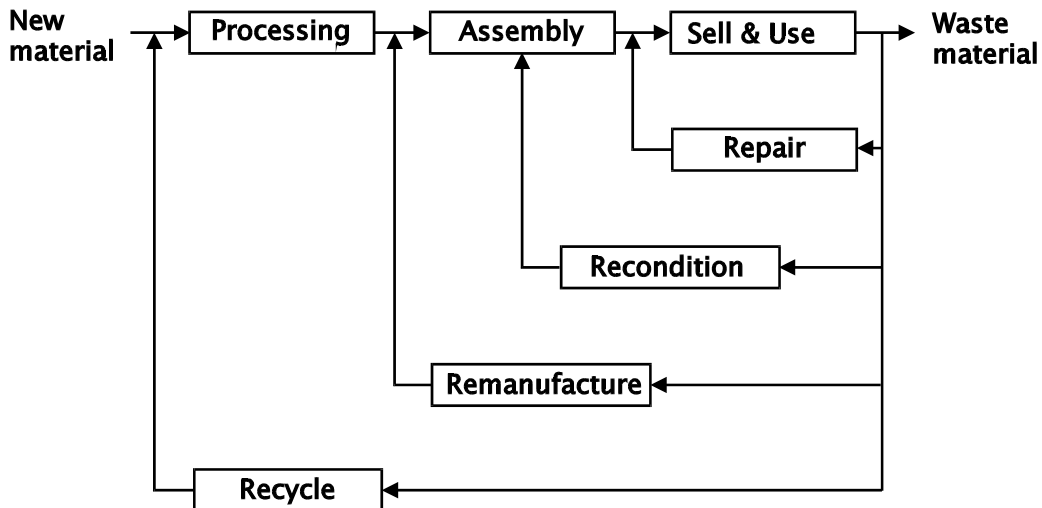 New
material
Processing
Assembly
Sell & Use
Waste
material
Repair
Recondition
Remanufacture
Recycle